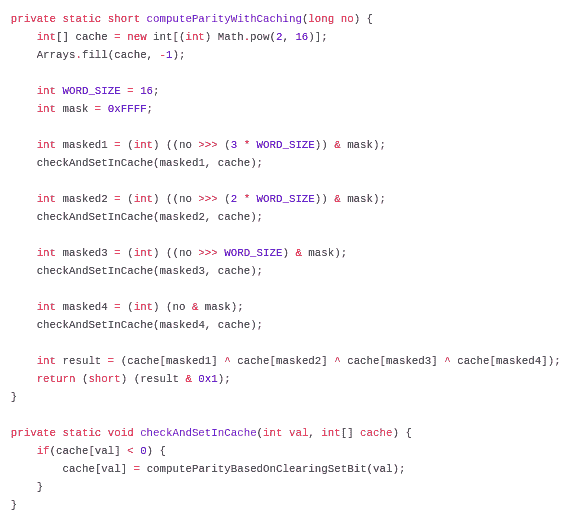 private static short computeParityWithCaching(long no) {
    int[] cache = new int[(int) Math.pow(2, 16)];
    Arrays.fill(cache, -1);

    int WORD_SIZE = 16;
    int mask = 0xFFFF;

    int masked1 = (int) ((no >>> (3 * WORD_SIZE)) & mask);
    checkAndSetInCache(masked1, cache);

    int masked2 = (int) ((no >>> (2 * WORD_SIZE)) & mask);
    checkAndSetInCache(masked2, cache);

    int masked3 = (int) ((no >>> WORD_SIZE) & mask);
    checkAndSetInCache(masked3, cache);

    int masked4 = (int) (no & mask);
    checkAndSetInCache(masked4, cache);

    int result = (cache[masked1] ^ cache[masked2] ^ cache[masked3] ^ cache[masked4]);
    return (short) (result & 0x1);
}

private static void checkAndSetInCache(int val, int[] cache) {
    if(cache[val] < 0) {
        cache[val] = computeParityBasedOnClearingSetBit(val);
    }
}